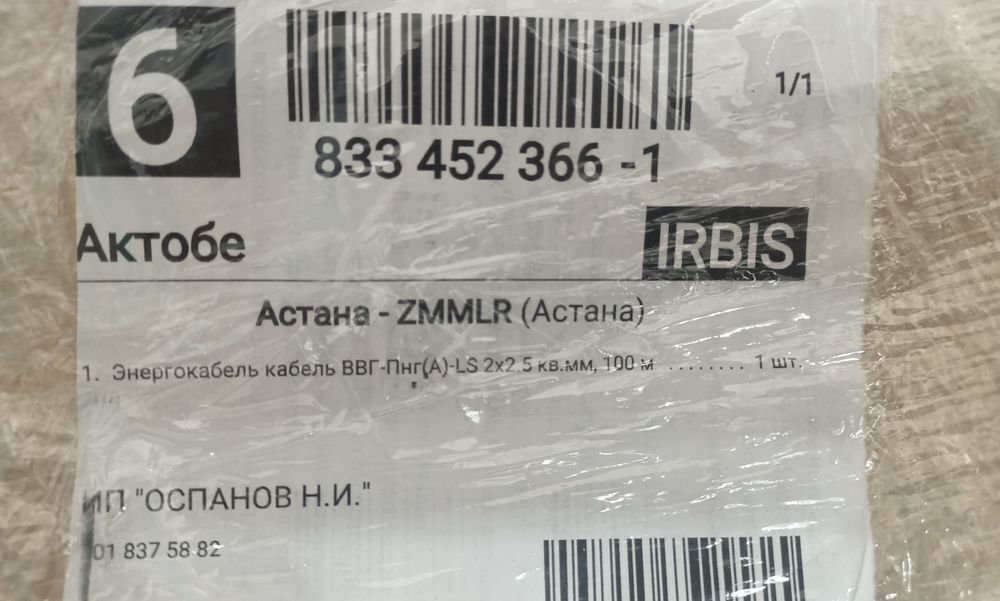 6
1/1
833 452 366 -1
Актобе
IRBIS
Астана - ZMMLR (Астана)
1. Энергокабель кабель ВВГ-Пнг(А)-LS 2x2.5 кв.мм, 100 м ........ 1 шт.
ИП "ОСПАНОВ Н.И."
01 837 58 82